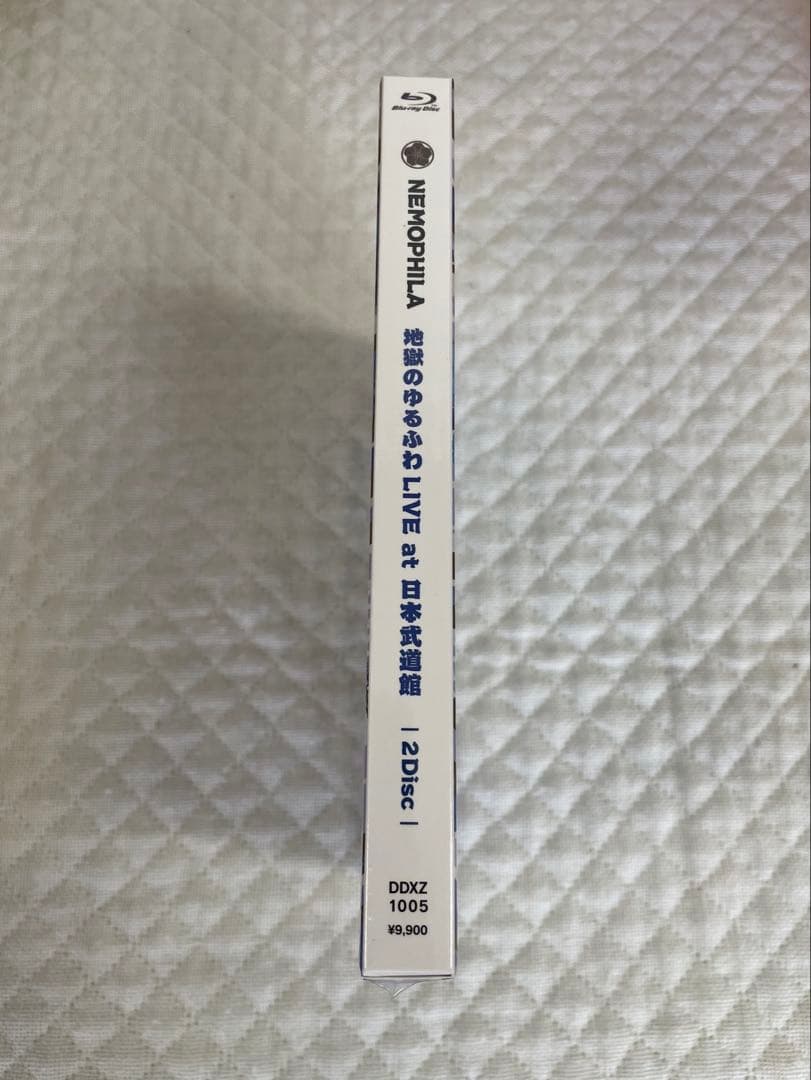 Blu-ray Disc
NEMOPHILA
地獄のゆるふわ LIVE at 日本武道館
| 2Disc |
DDXZ
1005
¥9,900